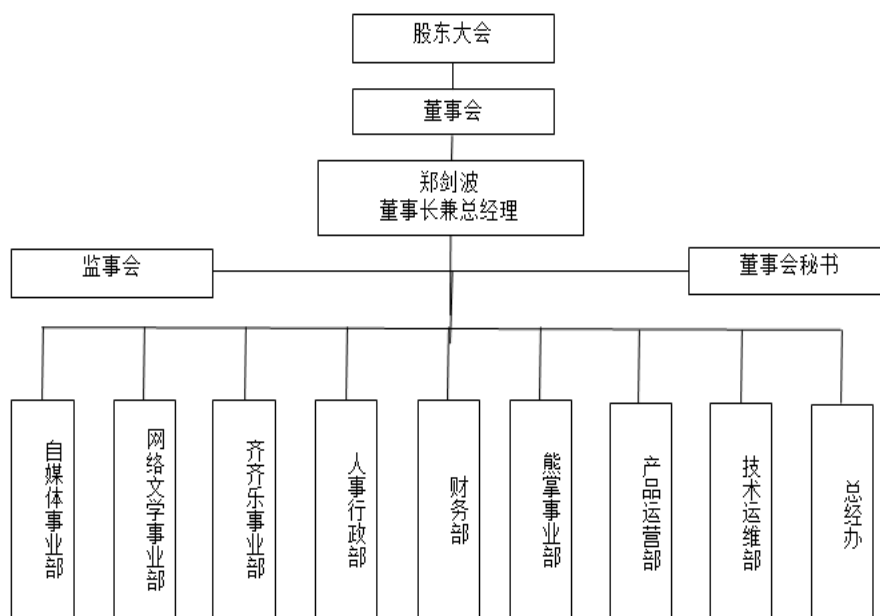 股东大会
董事会
郑剑波
董事长兼总经理
监事会
董事会秘书
自媒体事业部
网络文学事业部
齐齐乐事业部
人事行政部
财务部
熊掌事业部
产品运营部
技术运维部
总经办